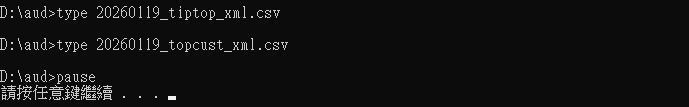 D:\aud>type 20260119_tiptop_xml.csv
D:\aud>type 20260119_topcust_xml.csv
D:\aud>pause
請按任意鍵繼續 . . .